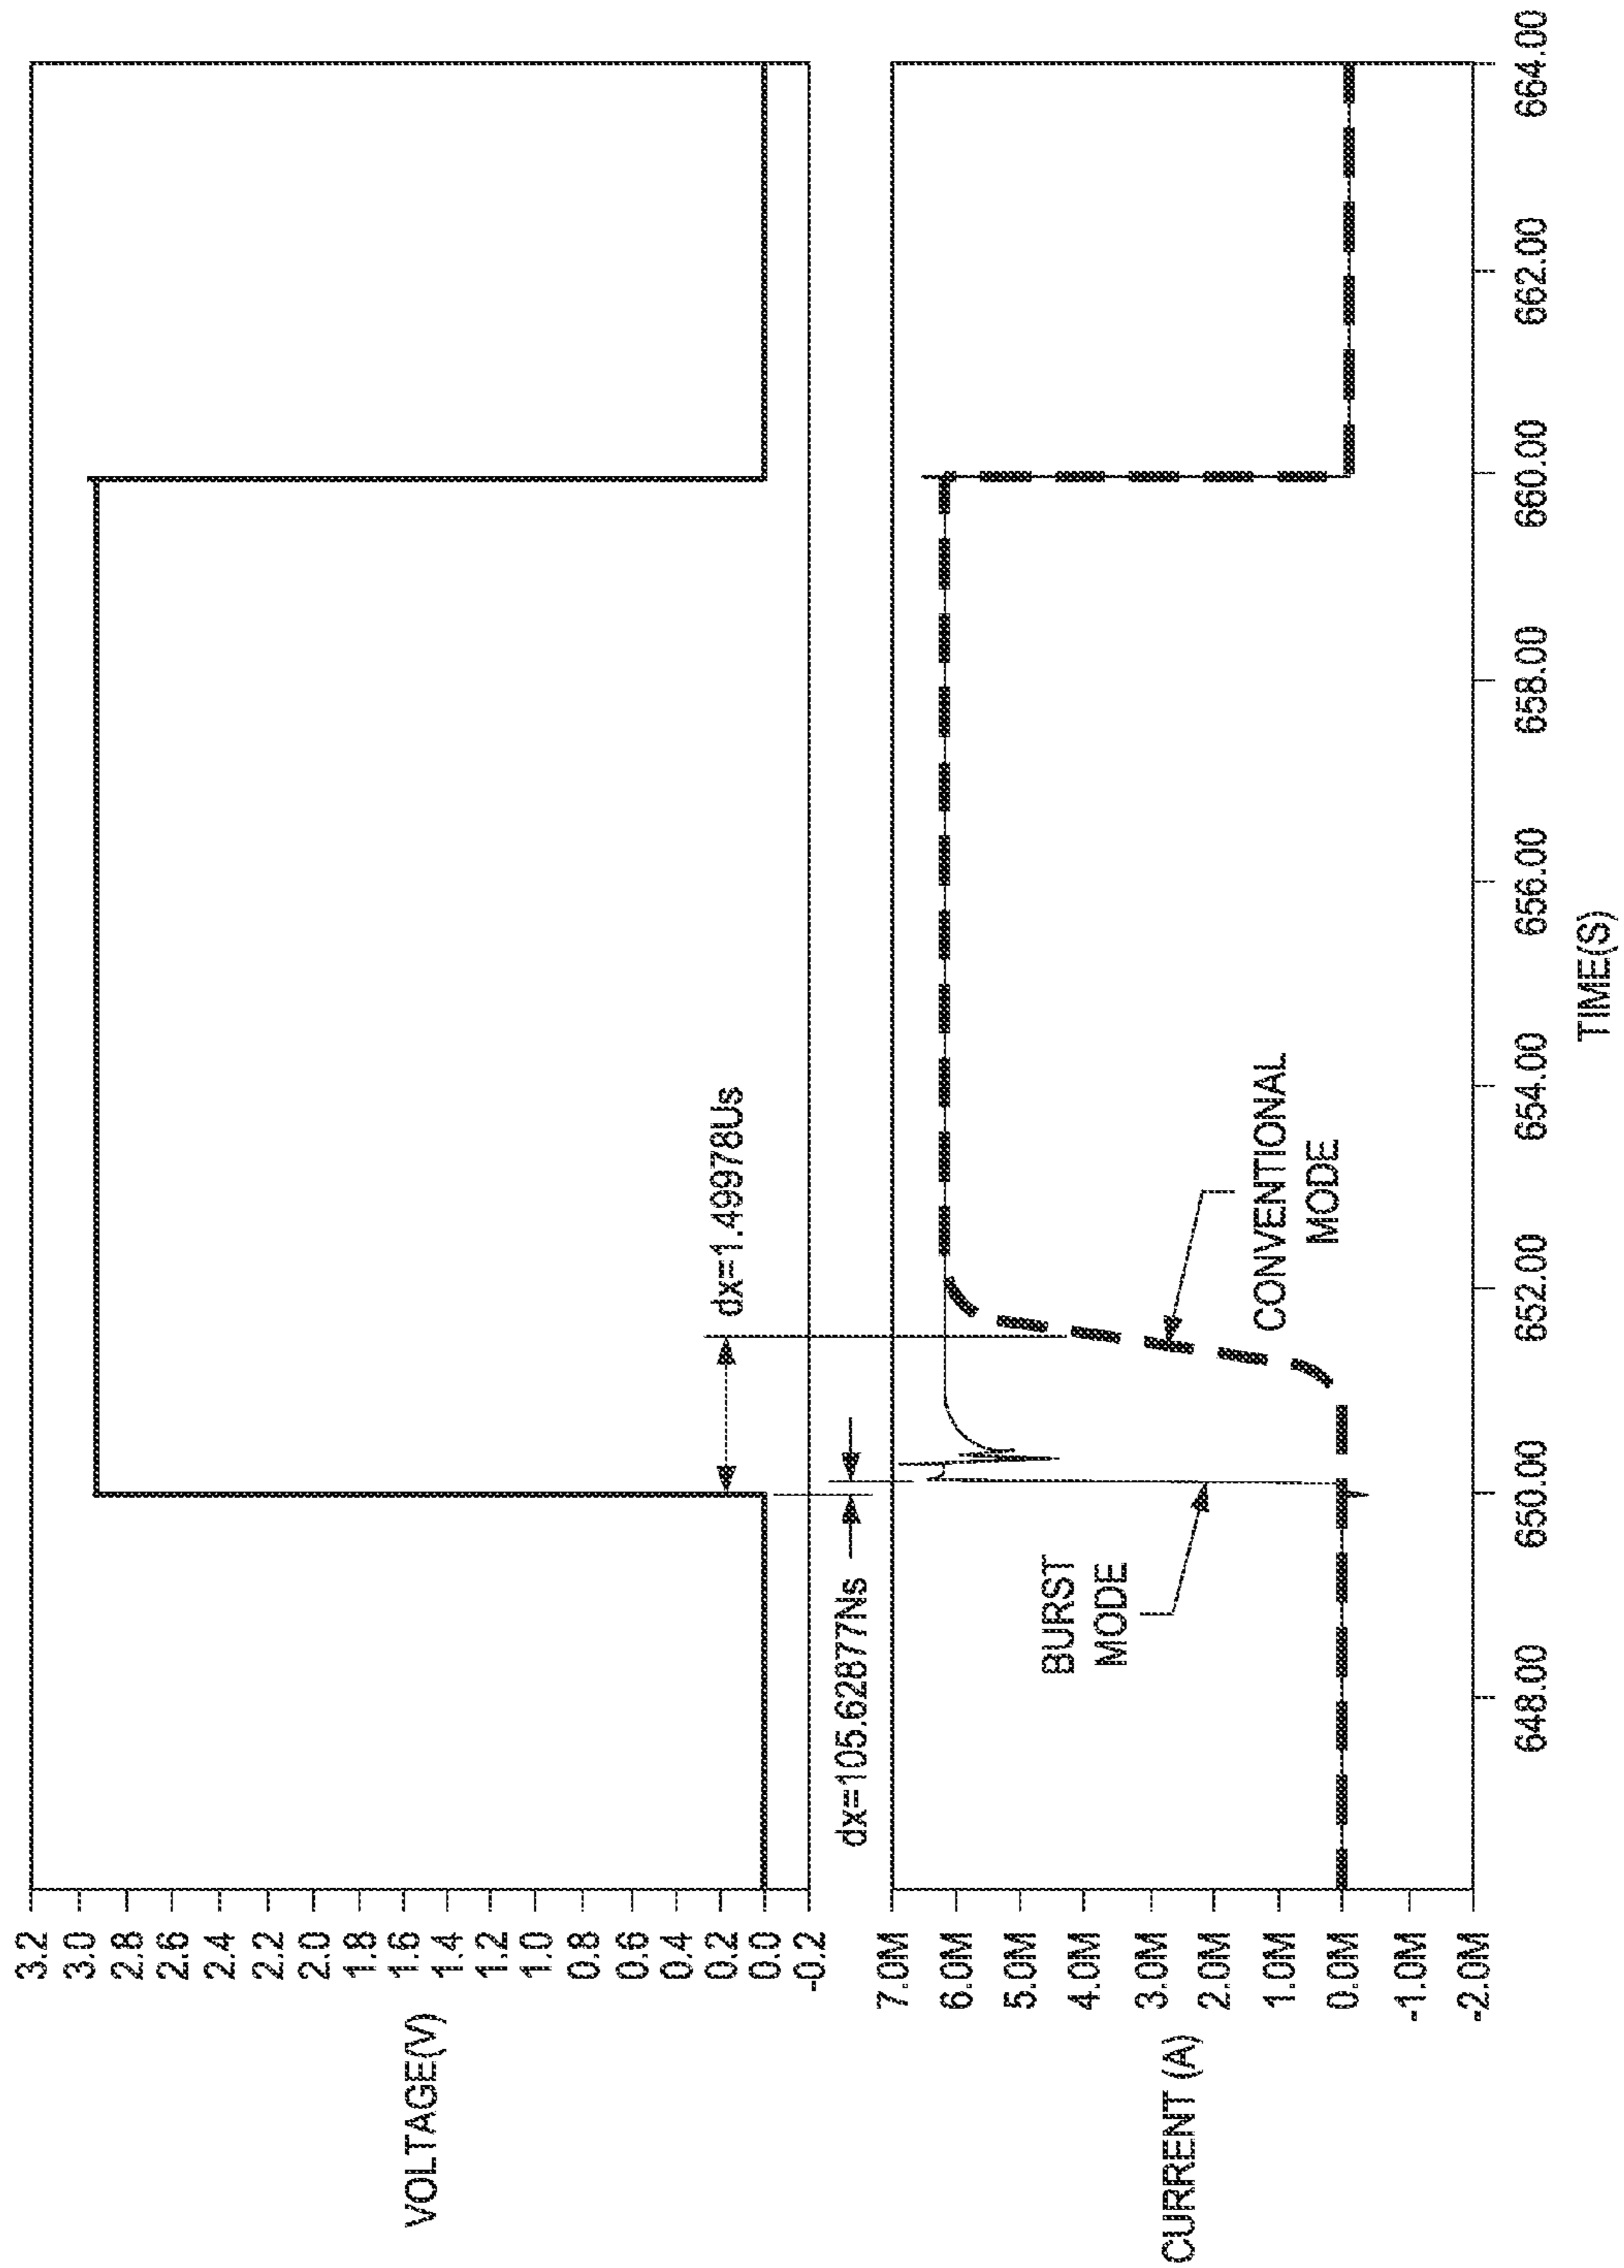 VOLTAGE(V)
3.2
3.0
2.8
2.6
2.4
2.2
2.0
1.8
1.6
1.4
1.2
1.0
0.8
0.6
0.4
0.2
0.0
-0.2
dx=1.49978Us
dx=105.62877Ns
CURRENT (A)
7.0M
6.0M
5.0M
4.0M
3.0M
2.0M
1.0M
0.0M
-1.0M
-2.0M
BURST
MODE
CONVENTIONAL
MODE
648.00
650.00
652.00
654.00
656.00
658.00
660.00
662.00
664.00
TIME(S)